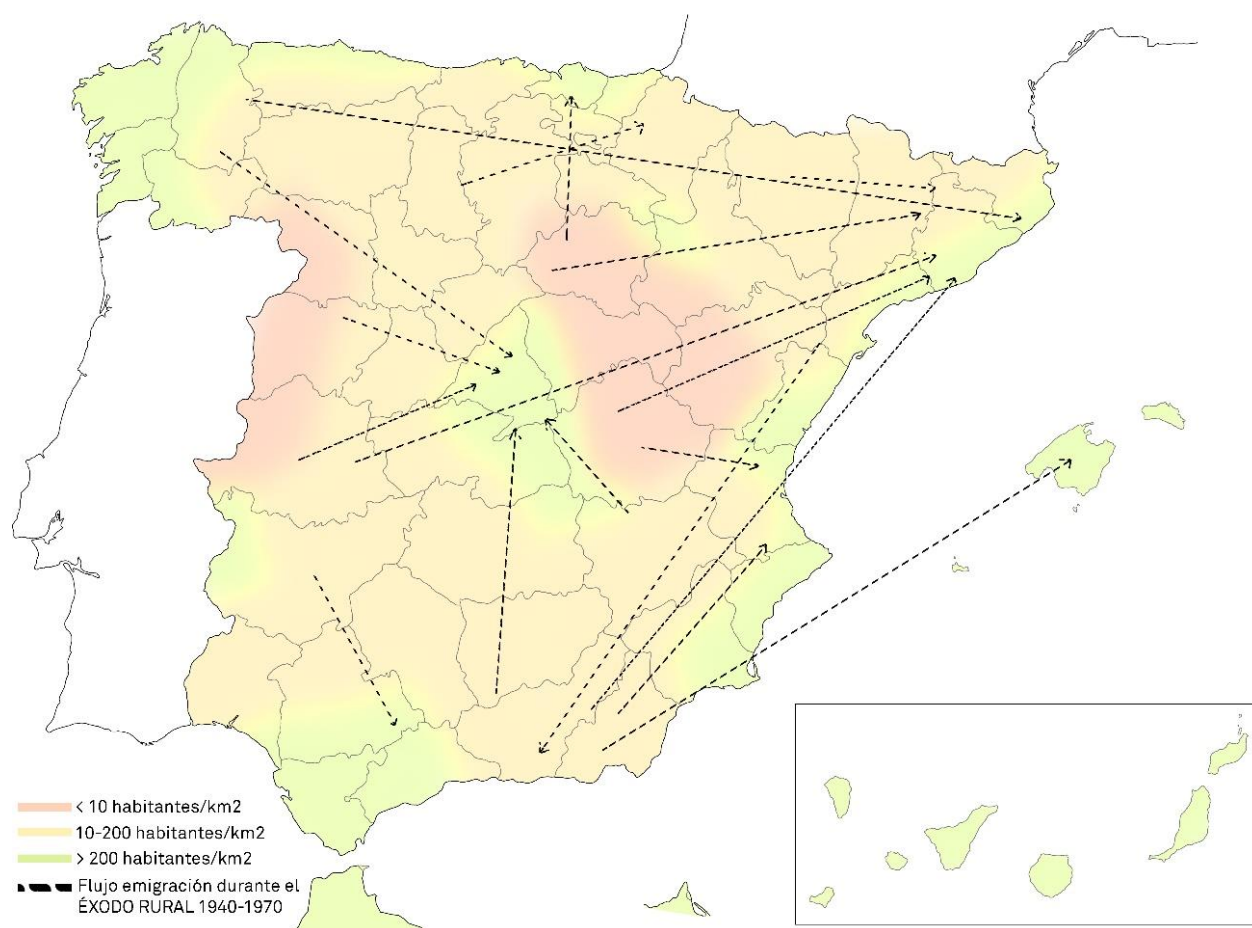 < 10 habitantes/km2
10-200 habitantes/km2
> 200 habitantes/km2
Flujo emigración durante el
ÉXODO RURAL 1940-1970